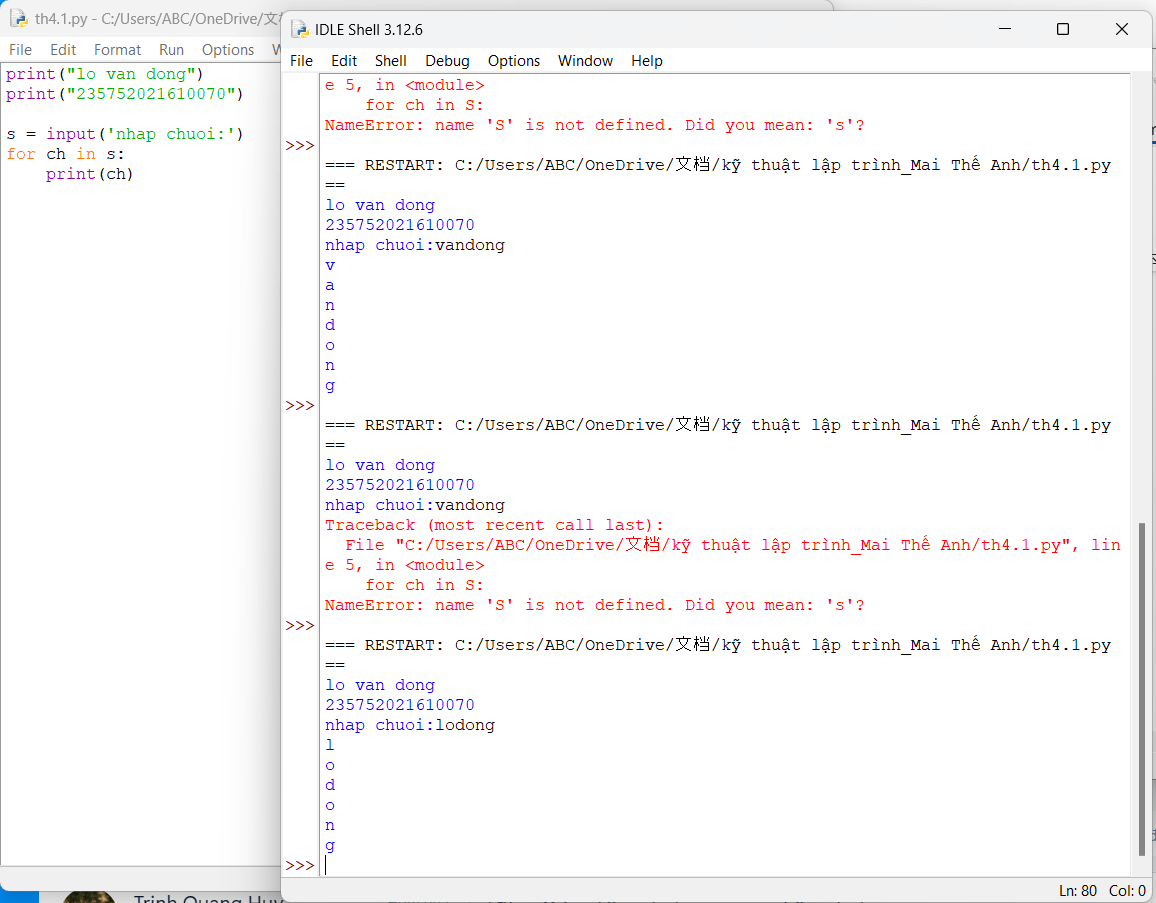 th4.1.py - C:/Users/ABC/OneDrive/文
File Edit Format Run Options W
print("lo van dong")
print("235752021610070")
s = input('nhap chuoi:')
for ch in s:
    print(ch)
IDLE Shell 3.12.6
File Edit Shell Debug Options Window Help
e 5, in <module>
    for ch in S:
NameError: name 'S' is not defined. Did you mean: 's'?
>>>
=== RESTART: C:/Users/ABC/OneDrive/文档/kỹ thuật lập trình_Mai Thế Anh/th4.1.py
==
lo van dong
235752021610070
nhap chuoi:vandong
v
a
n
d
o
n
g
>>>
=== RESTART: C:/Users/ABC/OneDrive/文档/kỹ thuật lập trình_Mai Thế Anh/th4.1.py
==
lo van dong
235752021610070
nhap chuoi:vandong
Traceback (most recent call last):
  File "C:/Users/ABC/OneDrive/文档/kỹ thuật lập trình_Mai Thế Anh/th4.1.py", lin
e 5, in <module>
    for ch in S:
NameError: name 'S' is not defined. Did you mean: 's'?
>>>
=== RESTART: C:/Users/ABC/OneDrive/文档/kỹ thuật lập trình_Mai Thế Anh/th4.1.py
==
lo van dong
235752021610070
nhap chuoi:lodong
l
o
d
o
n
g
>>>
Ln: 80 Col: 0
Trinh Quang Huy